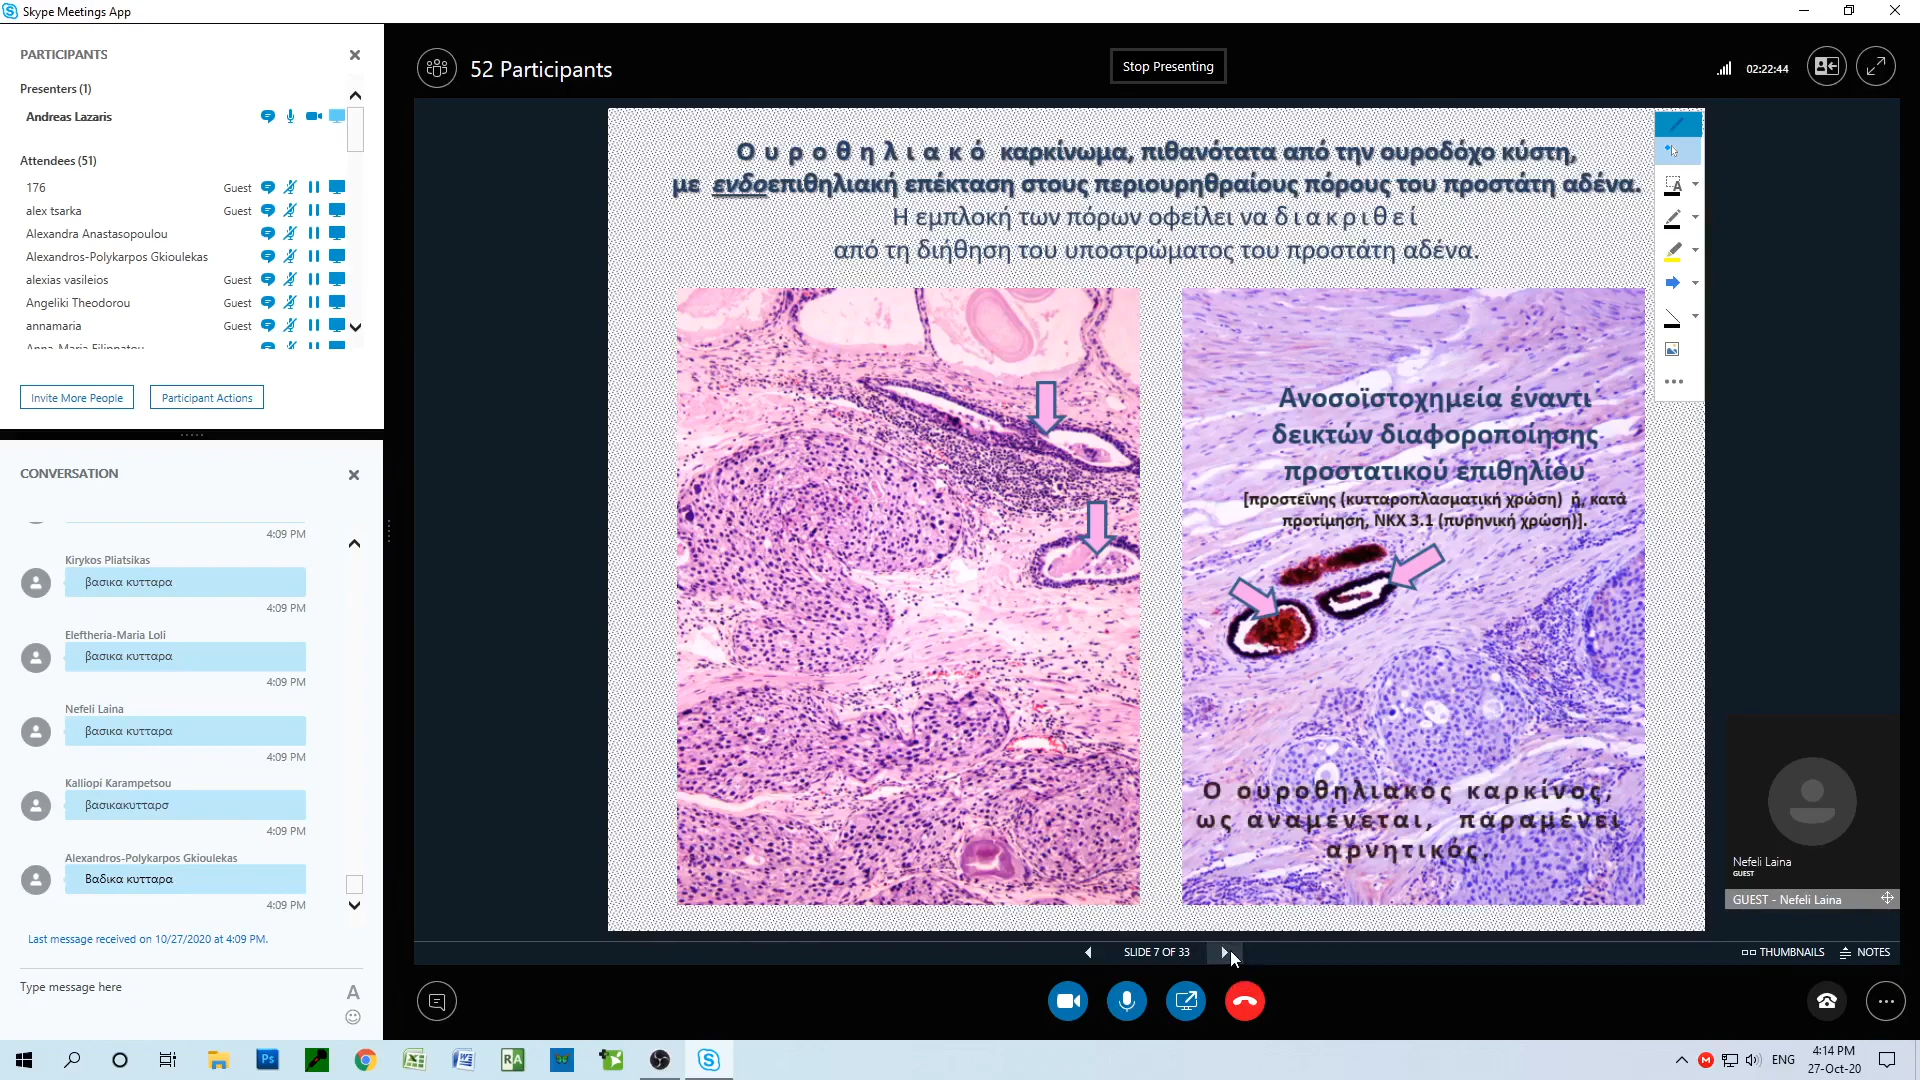 Skype Meetings App
PARTICIPANTS
Presenters (1)
Andreas Lazaris
Attendees (51)
176 Guest
alex tsarka Guest
Alexandra Anastasopoulou
Alexandros-Polykarpos Gkioulekas
alexias vasileios Guest
Angeliki Theodorou Guest
annamaria Guest
Anna-Maria Filippatou
Invite More People Participant Actions
CONVERSATION
4:09 PM
Kirykos Pliatsikas
βασικα κυτταρα
4:09 PM
Eleftheria-Maria Loli
βασικα κυτταρα
4:09 PM
Nefeli Laina
βασικα κυτταρα
4:09 PM
Kalliopi Karampetsou
βασικακυτταρσ
4:09 PM
Alexandros-Polykarpos Gkioulekas
Βαδικα κυτταρα
4:09 PM
Last message received on 10/27/2020 at 4:09 PM.
Type message here
52 Participants
Stop Presenting
02:22:44
Ο υ ρ ο θ η λ ι α κ ό καρκίνωμα, πιθανότατα από την ουροδόχο κύστη,
με ενδοεπιθηλιακή επέκταση στους περιουρηθραίους πόρους του προστάτη αδένα.
Η εμπλοκή των πόρων οφείλει να δ ι α κ ρ ι θ ε ί
από τη διήθηση του υποστρώματος του προστάτη αδένα.
Ανοσοϊστοχημεία έναντι
δεικτών διαφοροποίησης
προστατικού επιθηλίου
[προστεΐνης (κυτταροπλασματική χρώση) ή, κατά
προτίμηση, NKX 3.1 (πυρηνική χρώση)].
Ο ουροθηλιακός καρκίνος,
ως αναμένεται, παραμένει
αρνητικός.
Nefeli Laina
GUEST
GUEST - Nefeli Laina
SLIDE 7 OF 33
THUMBNAILS NOTES
ENG
4:14 PM
27-Oct-20